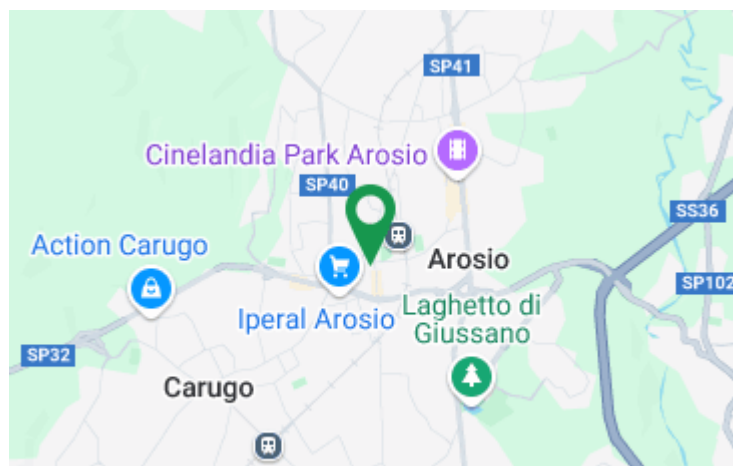 SP41
Cinelandia Park Arosio
SP40
SS36
Action Carugo
Arosio
SP102
Iperal Arosio
Laghetto di
Giussano
SP32
Carugo